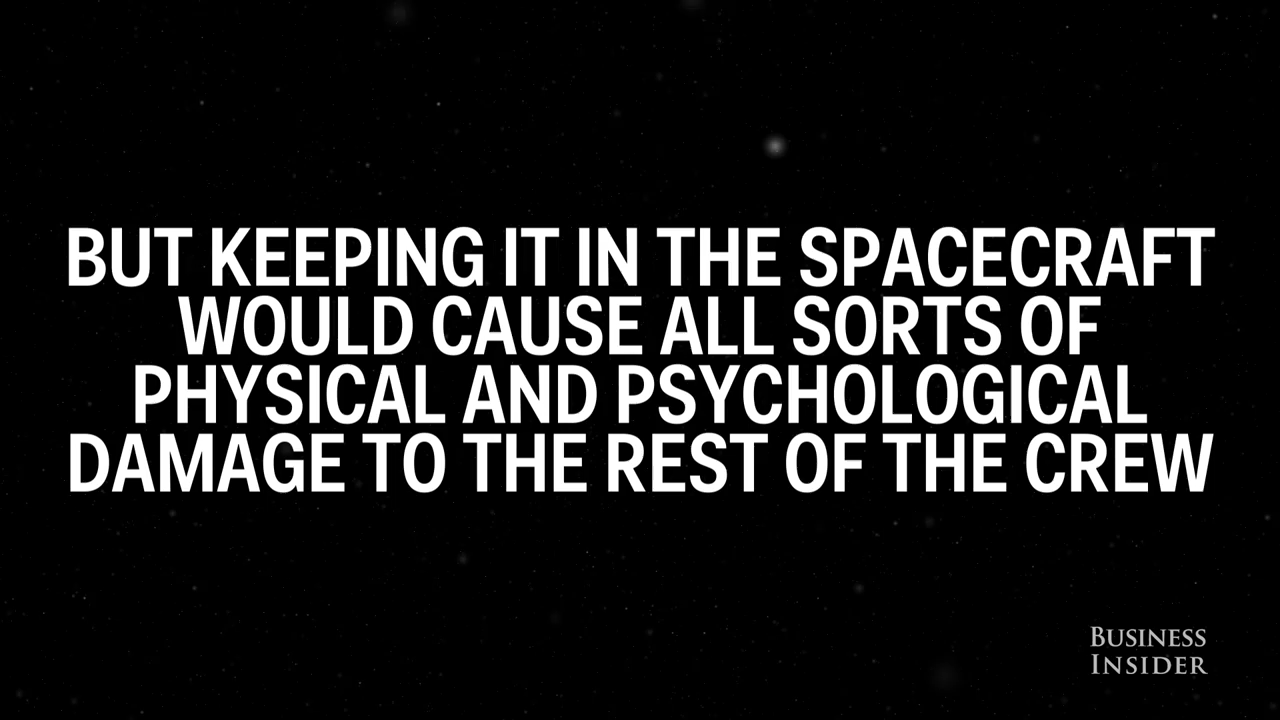 BUT KEEPING IT IN THE SPACECRAFT
WOULD CAUSE ALL SORTS OF
PHYSICAL AND PSYCHOLOGICAL
DAMAGE TO THE REST OF THE CREW
BUSINESS
INSIDER